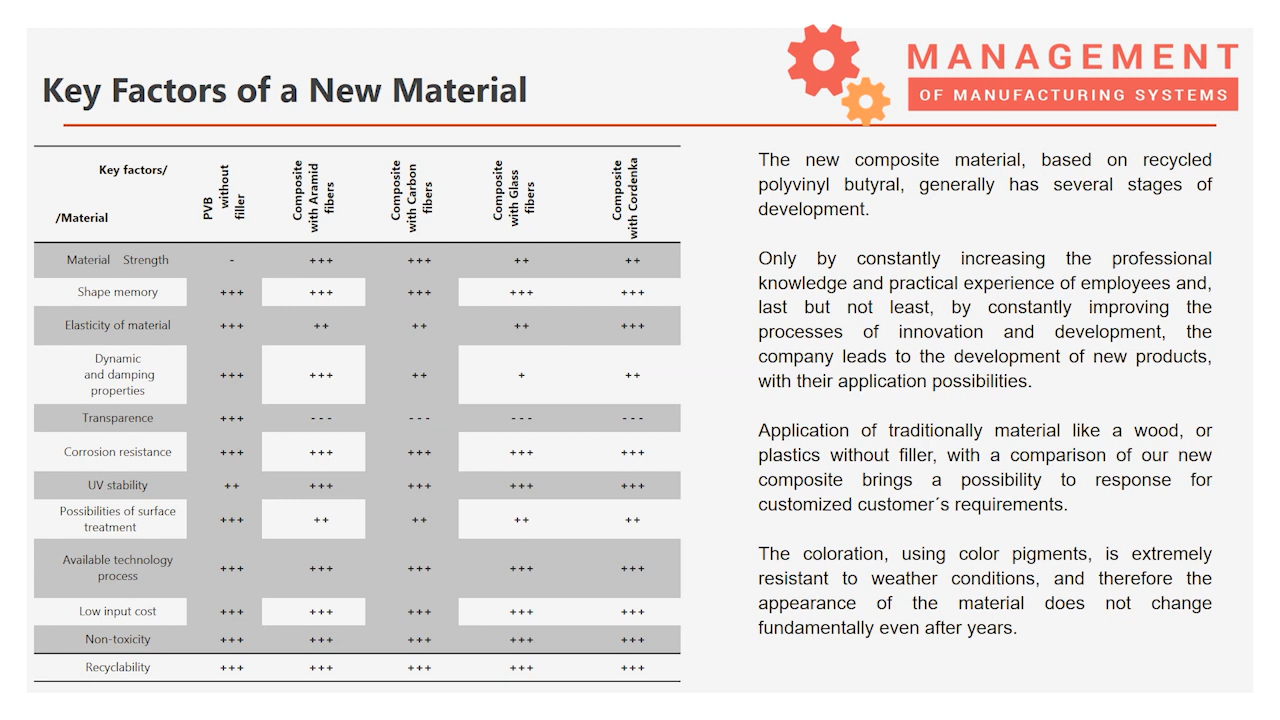 Key Factors of a New Material
MANAGEMENT
OF MANUFACTURING SYSTEMS
Key factors/
/Material
PVB
without
filler
Composite
with Aramid
fibers
Composite
with Carbon
fibers
Composite
with Glass
fibers
Composite
with Cordenka
Material Strength - +++ +++ ++ ++
Shape memory +++ +++ +++ +++ +++
Elasticity of material +++ ++ ++ ++ +++
Dynamic
and damping
properties
+++ +++ ++ + ++
Transparence +++ - - - - - - - - - - - -
Corrosion resistance +++ +++ +++ +++ +++
UV stability ++ +++ +++ +++ +++
Possibilities of surface
treatment
+++ ++ ++ ++ ++
Available technology
process
+++ +++ +++ +++ +++
Low input cost +++ +++ +++ +++ +++
Non-toxicity +++ +++ +++ +++ +++
Recyclability +++ +++ +++ +++ +++
The new composite material, based on recycled
polyvinyl butyral, generally has several stages of
development.
Only by constantly increasing the professional
knowledge and practical experience of employees and,
last but not least, by constantly improving the
processes of innovation and development, the
company leads to the development of new products,
with their application possibilities.
Application of traditionally material like a wood, or
plastics without filler, with a comparison of our new
composite brings a possibility to response for
customized customer´s requirements.
The coloration, using color pigments, is extremely
resistant to weather conditions, and therefore the
appearance of the material does not change
fundamentally even after years.